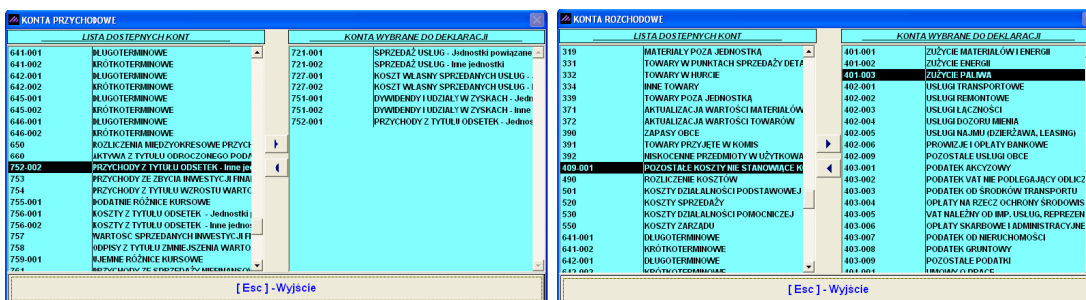 KONTA PRZYCHODOWE
LISTA DOSTĘPNYCH KONT
641-001 DŁUGOTERMINOWE
641-002 KRÓTKOTERMINOWE
642-001 DŁUGOTERMINOWE
642-002 KRÓTKOTERMINOWE
645-001 DŁUGOTERMINOWE
645-002 KRÓTKOTERMINOWE
646-001 DŁUGOTERMINOWE
646-002 KRÓTKOTERMINOWE
650 ROZLICZENIA MIĘDZYOKRESOWE PRZYCH
660 AKTYWA Z TYTUŁU ODROCZONEGO PODA
752-002 PRZYCHODY Z TYTUŁU ODSETEK - Inne jed
753 PRZYCHODY ZE ZBYCIA INWESTYCJI FINAN
754 PRZYCHODY Z TYTUŁU WZROSTU WARTO
755-001 DODATNIE RÓŻNICE KURSOWE
756-001 KOSZTY Z TYTUŁU ODSETEK - Jednostki
756-002 KOSZTY Z TYTUŁU ODSETEK - Inne jednos
757 WARTOŚĆ SPRZEDANYCH INWESTYCJI FI
758 ODPISY Z TYTUŁU ZMNIEJSZENIA WARTO
759-001 UJEMNE RÓŻNICE KURSOWE
761 PRZYCHODY ZE SPRZEDAŻY NIEFINANSOW
KONTA WYBRANE DO DEKLARACJI
721-001 SPRZEDAŻ USŁUG - Jednostki powiązane
721-002 SPRZEDAŻ USŁUG - Inne jednostki
727-001 KOSZT WŁASNY SPRZEDANYCH USŁUG -
727-002 KOSZT WŁASNY SPRZEDANYCH USŁUG -
751-001 DYWIDENDY I UDZIAŁY W ZYSKACH - Jedn
751-002 DYWIDENDY I UDZIAŁY W ZYSKACH - Inne
752-001 PRZYCHODY Z TYTUŁU ODSETEK - Jednos
[ Esc ] - Wyjście
KONTA ROZCHODOWE
LISTA DOSTĘPNYCH KONT
319 MATERIAŁY POZA JEDNOSTKĄ
331 TOWARY W PUNKTACH SPRZEDAŻY DETA
332 TOWARY W HURCIE
334 INNE TOWARY
339 TOWARY POZA JEDNOSTKĄ
371 AKTUALIZACJA WARTOŚCI MATERIAŁÓW
372 AKTUALIZACJA WARTOŚCI TOWARÓW
390 ZAPASY OBCE
391 TOWARY PRZYJĘTE W KOMIS
392 NISKOCENNE PRZEDMIOTY W UŻYTKOWA
409-001 POZOSTAŁE KOSZTY NIE STANOWIĄCE K
490 ROZLICZENIE KOSZTÓW
501 KOSZTY DZIAŁALNOŚCI PODSTAWOWEJ
520 KOSZTY SPRZEDAŻY
530 KOSZTY DZIAŁALNOŚCI POMOCNICZEJ
550 KOSZTY ZARZĄDU
641-001 DŁUGOTERMINOWE
641-002 KRÓTKOTERMINOWE
642-001 DŁUGOTERMINOWE
642-002 KRÓTKOTERMINOWE
KONTA WYBRANE DO DEKLARACJI
401-001 ZUŻYCIE MATERIAŁÓW I ENERGII
401-002 ZUŻYCIE ENERGII
401-003 ZUŻYCIE PALIWA
402-001 USŁUGI TRANSPORTOWE
402-002 USŁUGI REMONTOWE
402-003 USŁUGI ŁĄCZNOŚCI
402-004 USŁUGI DOZORU MIENIA
402-005 USŁUGI NAJMU (DZIERŻAWA, LEASING)
402-006 PROWIZJE I OPŁATY BANKOWE
402-009 POZOSTAŁE USŁUGI OBCE
403-001 PODATEK AKCYZOWY
403-002 PODATEK VAT NIE PODLEGAJĄCY ODLICZ
403-003 PODATEK OD ŚRODKÓW TRANSPORTU
403-004 OPŁATY NA RZECZ OCHRONY ŚRODOWIS
403-005 VAT NALEŻNY OD IMP. USŁUG, REPREZEN
403-006 OPŁATY SKARBOWE I ADMINISTRACYJNE
403-007 PODATEK OD NIERUCHOMOŚCI
403-008 PODATEK GRUNTOWY
403-009 POZOSTAŁE PODATKI
404-001 UMOWY O PRACĘ
[ Esc ] - Wyjście